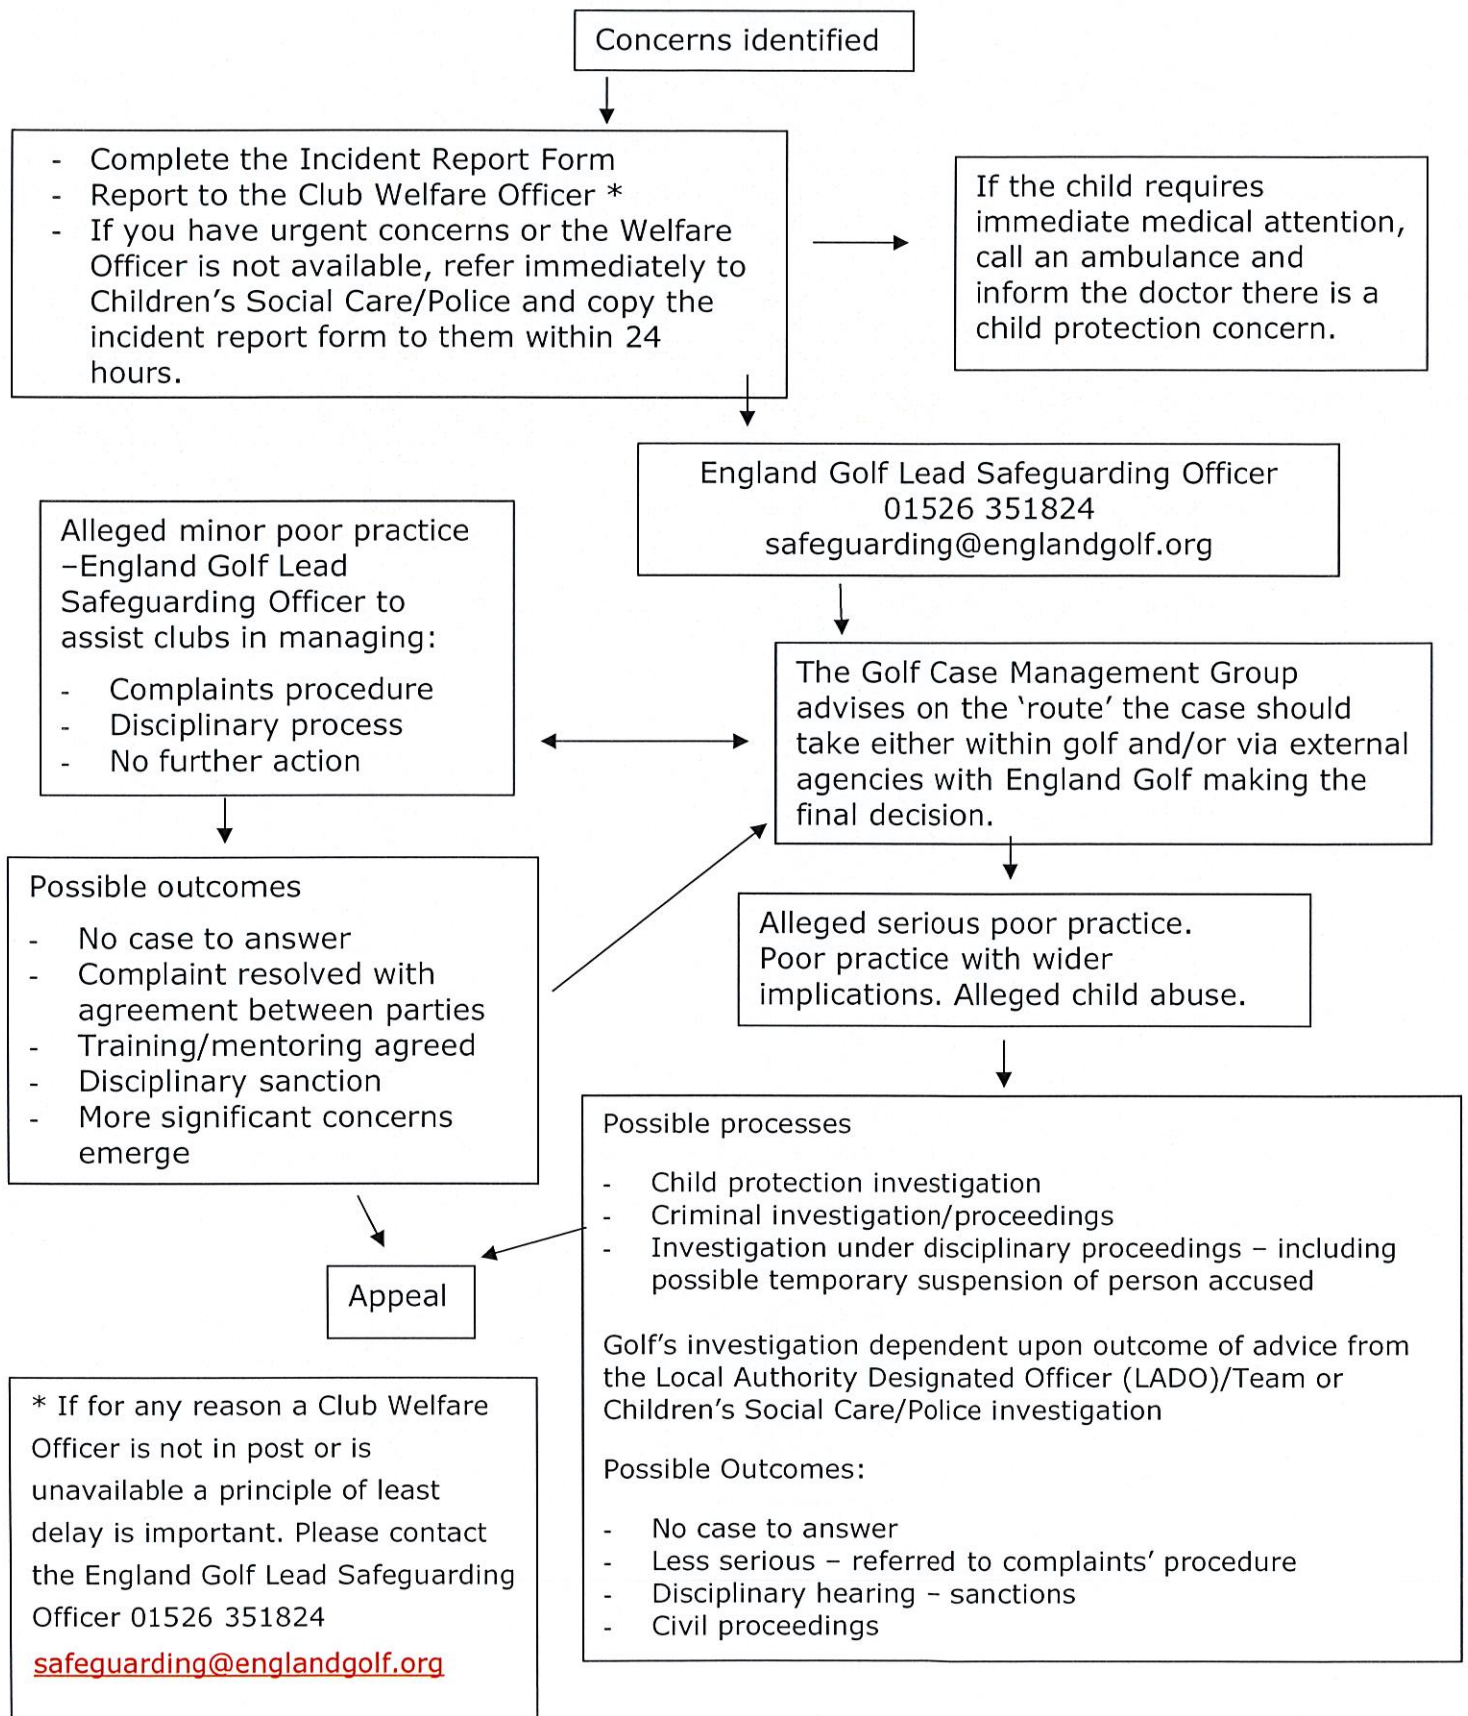 Concerns identified
- Complete the Incident Report Form
- Report to the Club Welfare Officer *
- If you have urgent concerns or the Welfare
Officer is not available, refer immediately to
Children's Social Care/Police and copy the
incident report form to them within 24
hours.
If the child requires
immediate medical attention,
call an ambulance and
inform the doctor there is a
child protection concern.
England Golf Lead Safeguarding Officer
01526 351824
safeguarding@englandgolf.org
Alleged minor poor practice
–England Golf Lead
Safeguarding Officer to
assist clubs in managing:
- Complaints procedure
- Disciplinary process
- No further action
The Golf Case Management Group
advises on the ‘route’ the case should
take either within golf and/or via external
agencies with England Golf making the
final decision.
Possible outcomes
- No case to answer
- Complaint resolved with
agreement between parties
- Training/mentoring agreed
- Disciplinary sanction
- More significant concerns
emerge
Alleged serious poor practice.
Poor practice with wider
implications. Alleged child abuse.
Possible processes
- Child protection investigation
- Criminal investigation/proceedings
- Investigation under disciplinary proceedings – including
possible temporary suspension of person accused
Golf's investigation dependent upon outcome of advice from
the Local Authority Designated Officer (LADO)/Team or
Children's Social Care/Police investigation
Possible Outcomes:
- No case to answer
- Less serious – referred to complaints' procedure
- Disciplinary hearing – sanctions
- Civil proceedings
Appeal
* If for any reason a Club Welfare
Officer is not in post or is
unavailable a principle of least
delay is important. Please contact
the England Golf Lead Safeguarding
Officer 01526 351824
safeguarding@englandgolf.org